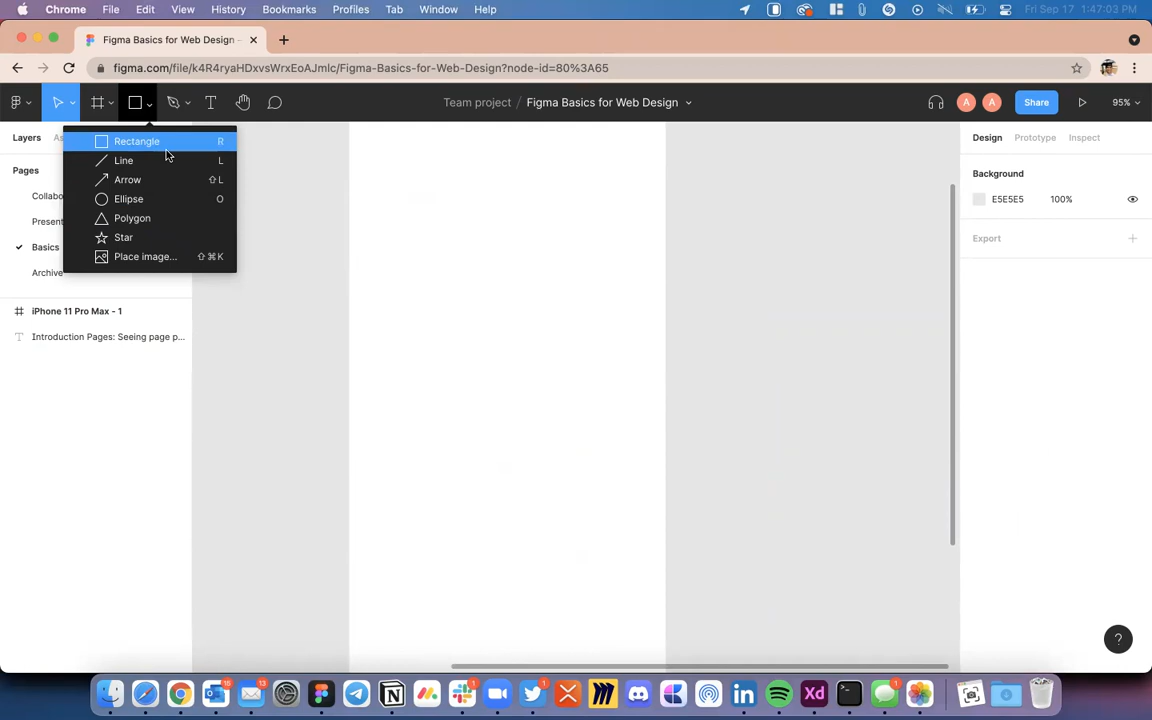 Chrome File Edit View History Bookmarks Profiles Tab Window Help Fri Sep 17 1:47:03 PM
Figma Basics for Web Design –
figma.com/file/k4R4ryaHDxvsWrxEoAJmlc/Figma-Basics-for-Web-Design?node-id=80%3A65
Team project / Figma Basics for Web Design A A Share 95%
Layers As Design Prototype Inspect
Rectangle R
Line L
Arrow ⇧L
Ellipse O
Polygon
Star
Place image... ⇧⌘K
Pages
Collabo
Present
Basics
Archive
iPhone 11 Pro Max - 1
Introduction Pages: Seeing page p...
Background
E5E5E5 100%
Export
?